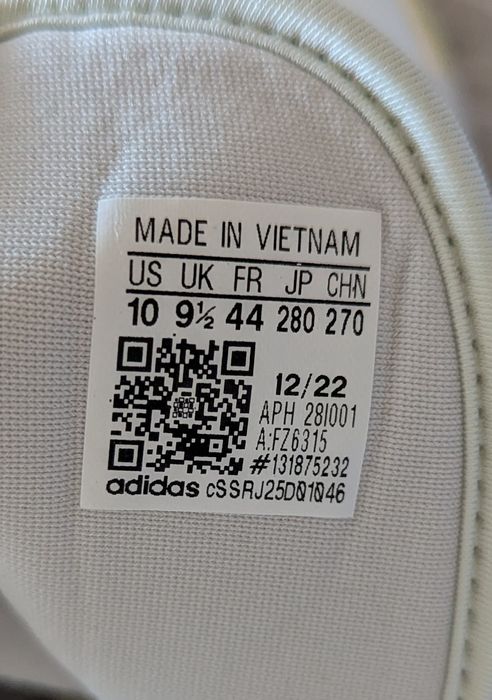 MADE IN VIETNAM
US UK FR JP CHN
10 9½ 44 280 270
12/22
APH 28I001
A:FZ6315
#131875232
adidas cSSRJ25D01046